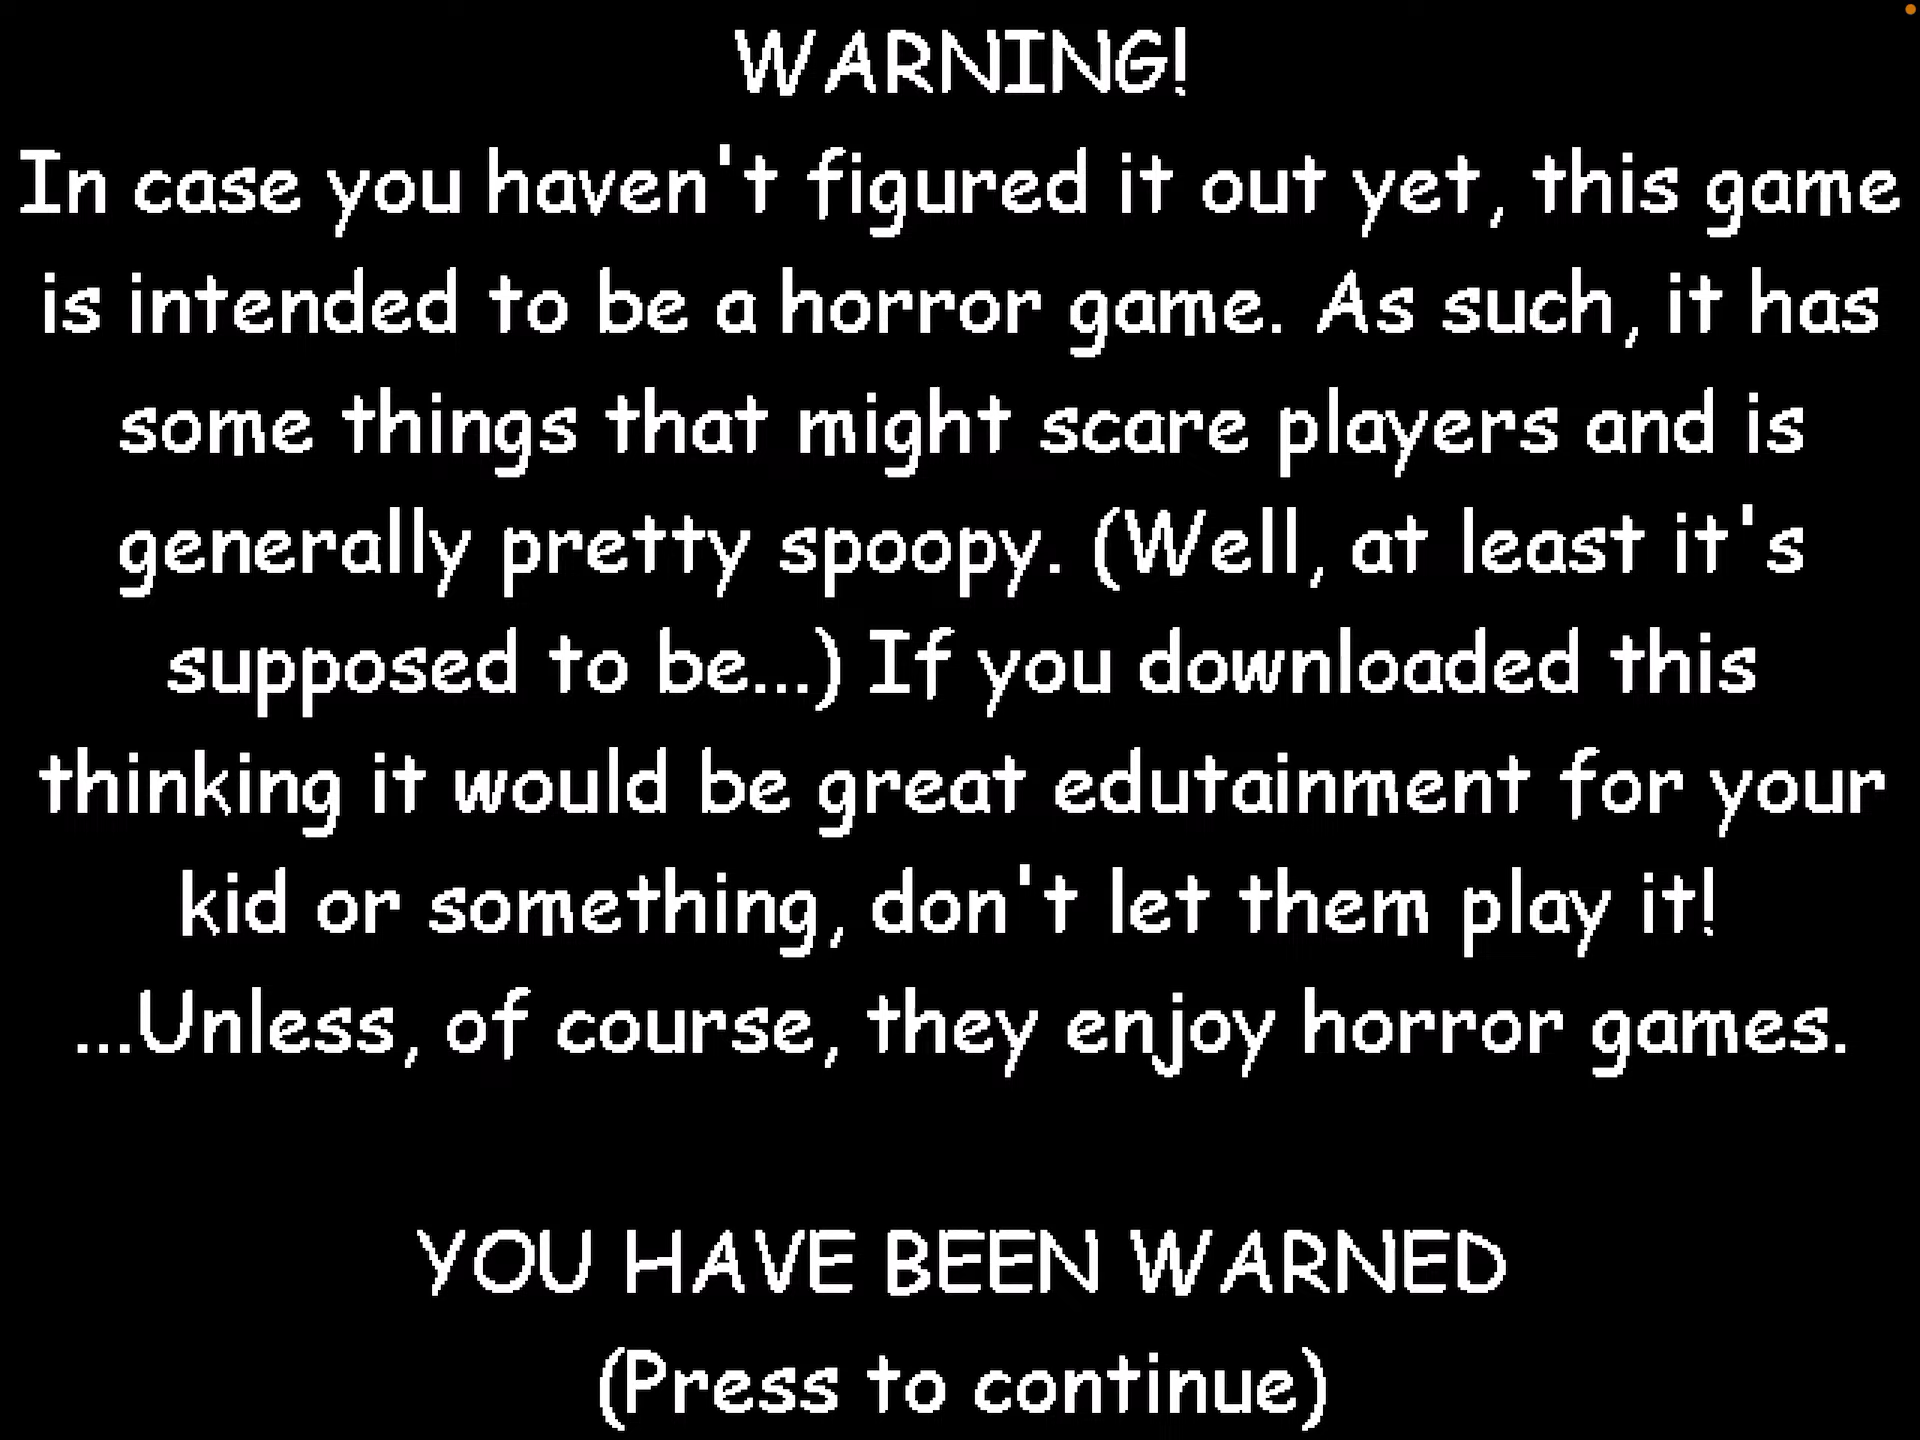 WARNING!
In case you haven't figured it out yet, this game
is intended to be a horror game. As such, it has
some things that might scare players and is
generally pretty spoopy. (Well, at least it's
supposed to be...) If you downloaded this
thinking it would be great edutainment for your
kid or something, don't let them play it!
...Unless, of course, they enjoy horror games.
YOU HAVE BEEN WARNED
(Press to continue)